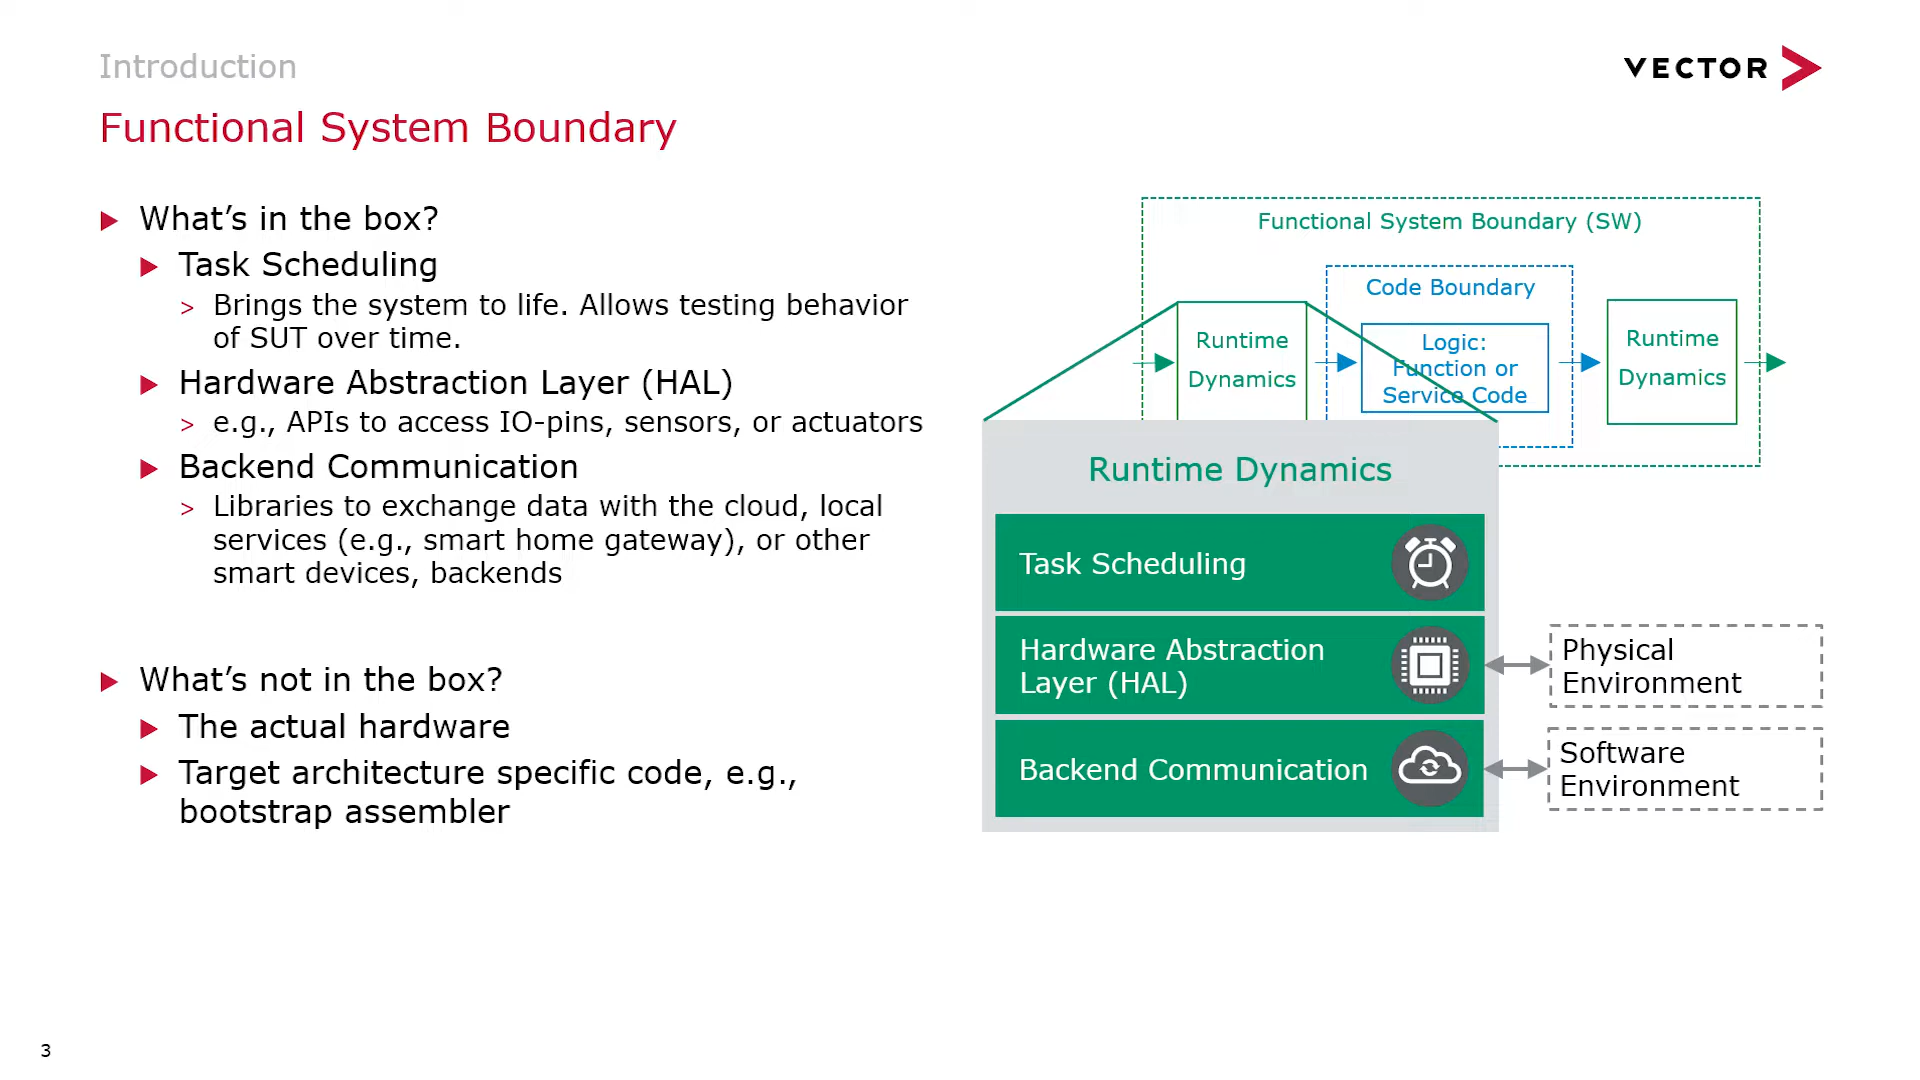 Introduction
VECTOR
Functional System Boundary
What’s in the box?
Task Scheduling
> Brings the system to life. Allows testing behavior
of SUT over time.
Hardware Abstraction Layer (HAL)
> e.g., APIs to access IO-pins, sensors, or actuators
Backend Communication
> Libraries to exchange data with the cloud, local
services (e.g., smart home gateway), or other
smart devices, backends
What’s not in the box?
The actual hardware
Target architecture specific code, e.g.,
bootstrap assembler
Functional System Boundary (SW)
Code Boundary
Runtime
Dynamics
Logic:
Function or
Service Code
Runtime
Dynamics
Runtime Dynamics
Task Scheduling
Hardware Abstraction
Layer (HAL)
Physical
Environment
Backend Communication
Software
Environment
3